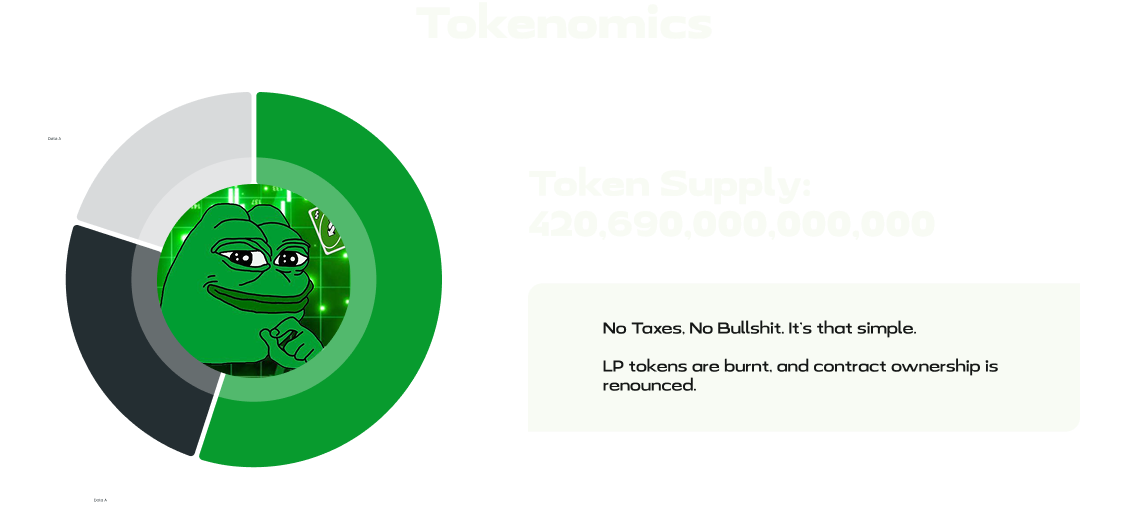 Tokenomics
Data A
Token Supply:
420,690,000,000,000
No Taxes, No Bullshit. It's that simple.
LP tokens are burnt, and contract ownership is
renounced.
Data A